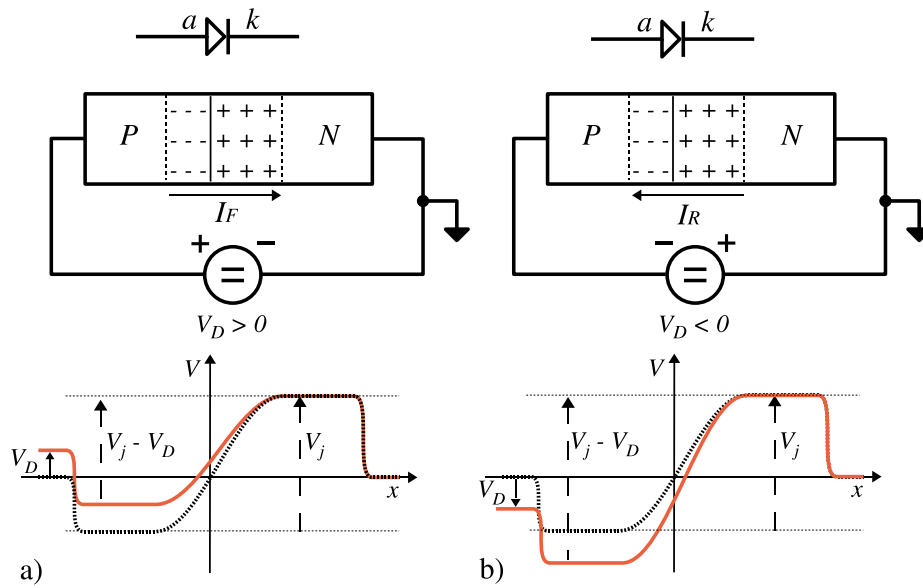 a k
P - - - + + + N
- - - + + +
- - - + + +
I_F
+ −
=
V_D > 0
V
V_j - V_D
V_j
V_D
x
a)
a k
P - - - + + + N
- - - + + +
- - - + + +
I_R
− +
=
V_D < 0
V
V_j - V_D
V_j
V_D
x
b)